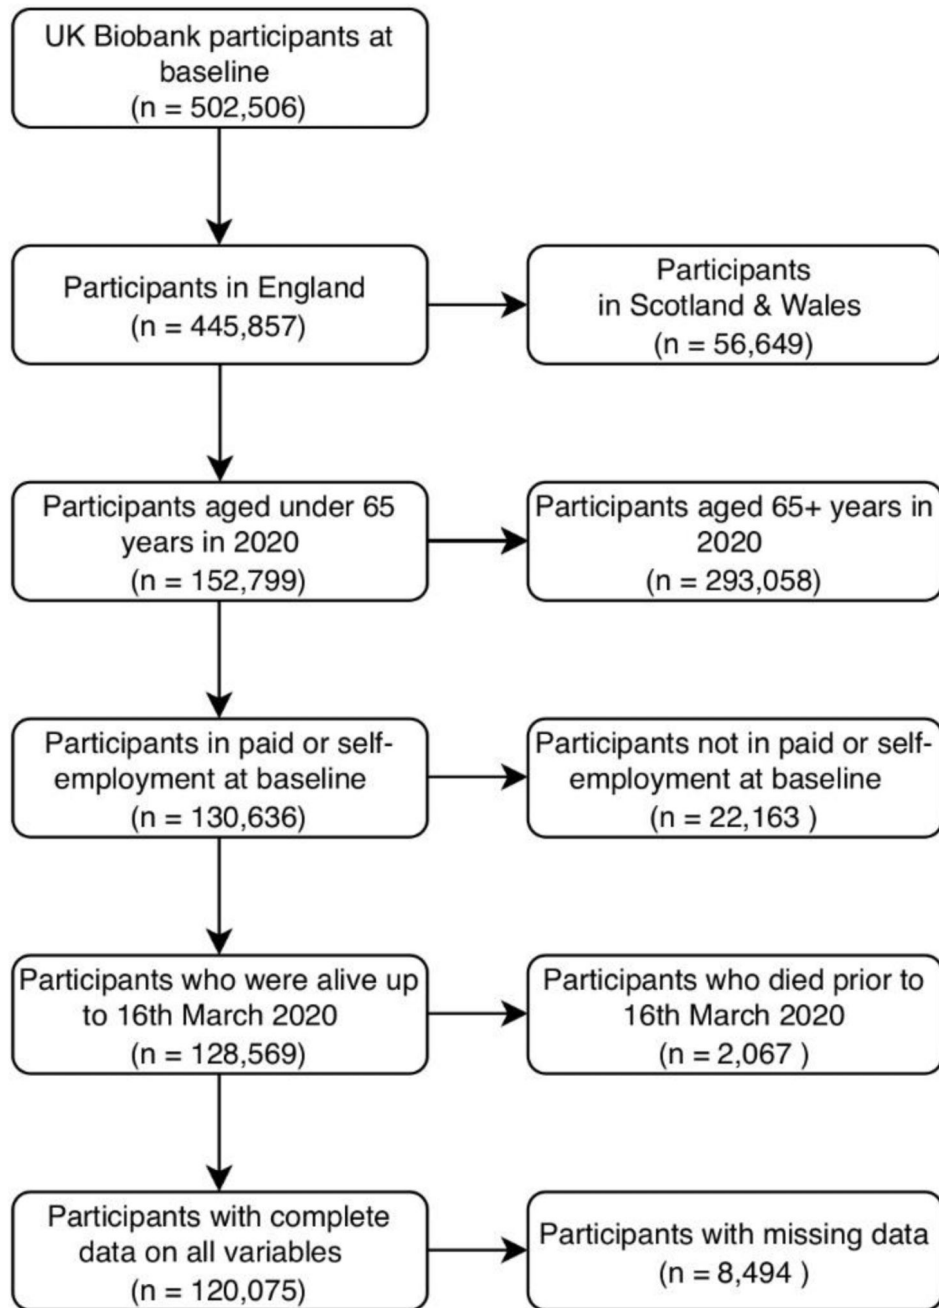 UK Biobank participants at
baseline
(n = 502,506)
Participants in England
(n = 445,857)
Participants
in Scotland & Wales
(n = 56,649)
Participants aged under 65
years in 2020
(n = 152,799)
Participants aged 65+ years in
2020
(n = 293,058)
Participants in paid or self-
employment at baseline
(n = 130,636)
Participants not in paid or self-
employment at baseline
(n = 22,163 )
Participants who were alive up
to 16th March 2020
(n = 128,569)
Participants who died prior to
16th March 2020
(n = 2,067 )
Participants with complete
data on all variables
(n = 120,075)
Participants with missing data
(n = 8,494 )